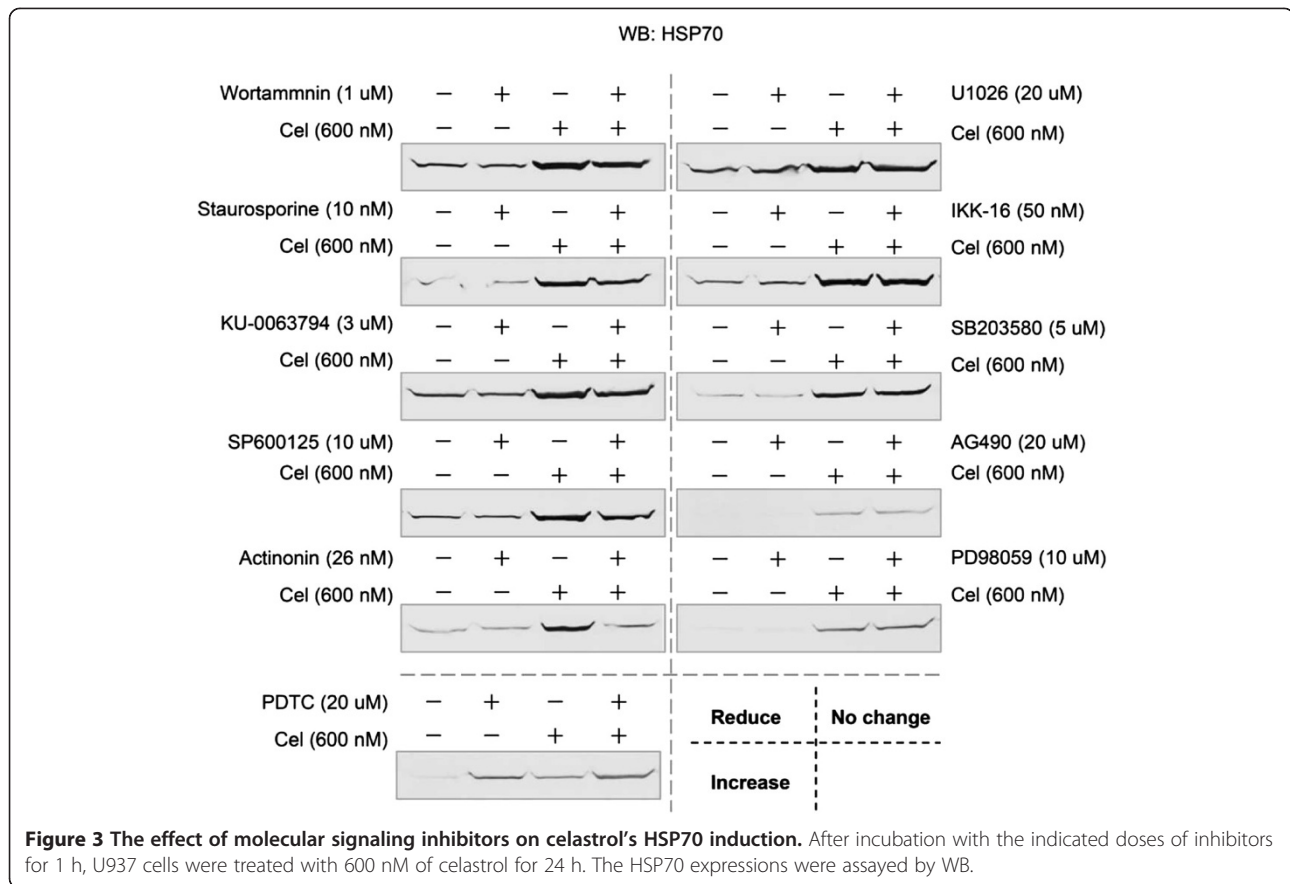 WB: HSP70
Wortammnin (1 uM) − + − +
Cel (600 nM) − − + +
− + − + U1026 (20 uM)
− − + + Cel (600 nM)
Staurosporine (10 nM) − + − +
Cel (600 nM) − − + +
− + − + IKK-16 (50 nM)
− − + + Cel (600 nM)
KU-0063794 (3 uM) − + − +
Cel (600 nM) − − + +
− + − + SB203580 (5 uM)
− − + + Cel (600 nM)
SP600125 (10 uM) − + − +
Cel (600 nM) − − + +
− + − + AG490 (20 uM)
− − + + Cel (600 nM)
Actinonin (26 nM) − + − +
Cel (600 nM) − − + +
− + − + PD98059 (10 uM)
− − + + Cel (600 nM)
PDTC (20 uM) − + − +
Cel (600 nM) − − + +
Reduce No change
Increase
Figure 3 The effect of molecular signaling inhibitors on celastrol's HSP70 induction. After incubation with the indicated doses of inhibitors
for 1 h, U937 cells were treated with 600 nM of celastrol for 24 h. The HSP70 expressions were assayed by WB.